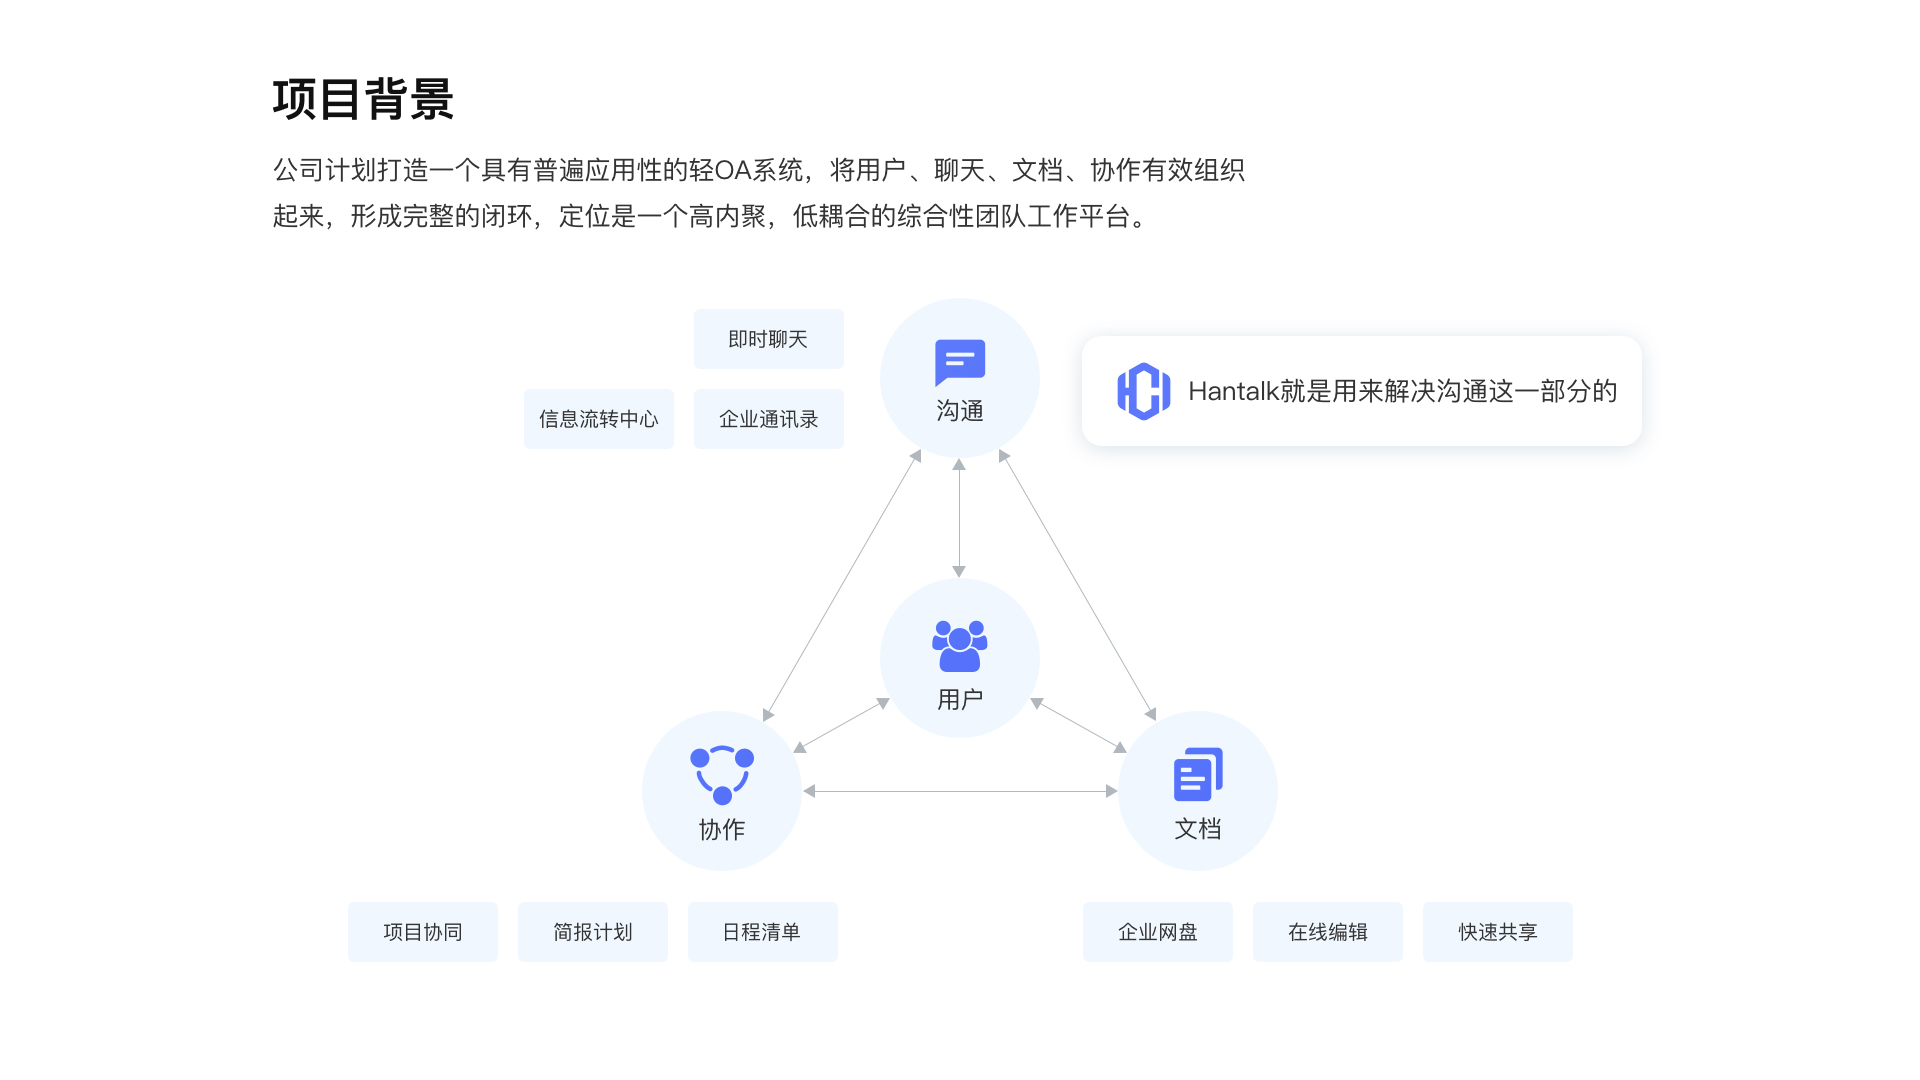 项目背景
公司计划打造一个具有普遍应用性的轻OA系统，将用户、聊天、文档、协作有效组织
起来，形成完整的闭环，定位是一个高内聚，低耦合的综合性团队工作平台。
即时聊天
信息流转中心
企业通讯录
沟通
Hantalk就是用来解决沟通这一部分的
用户
协作
文档
项目协同
简报计划
日程清单
企业网盘
在线编辑
快速共享